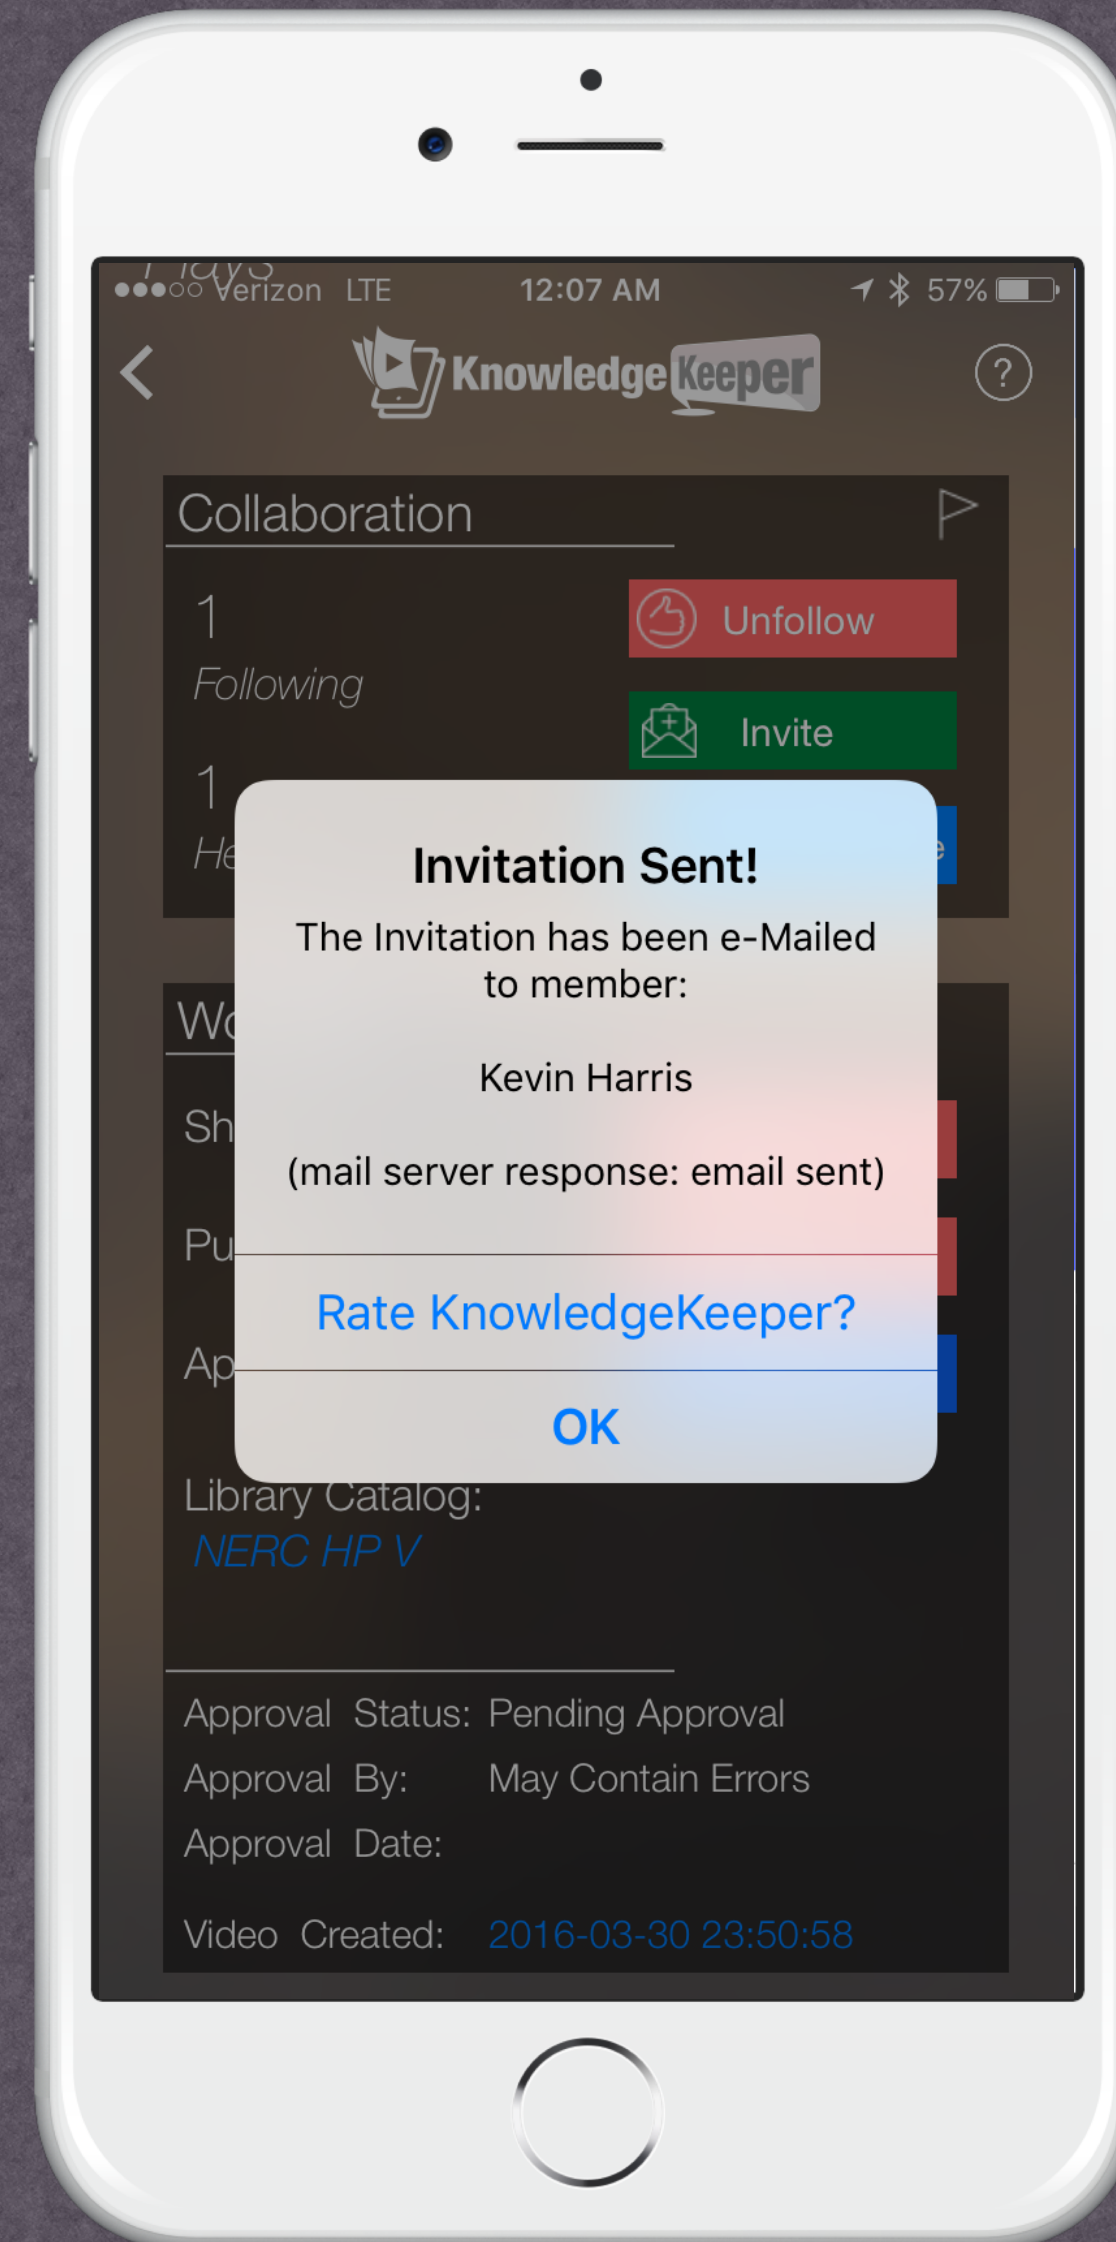 Verizon LTE 12:07 AM 57%
Knowledge Keeper
?
Collaboration
1
Following
Unfollow
Invite
1
Invitation Sent!
The Invitation has been e-Mailed
to member:
Kevin Harris
(mail server response: email sent)
Rate KnowledgeKeeper?
OK
Library Catalog:
NERC HP V
Approval Status: Pending Approval
Approval By: May Contain Errors
Approval Date:
Video Created: 2016-03-30 23:50:58